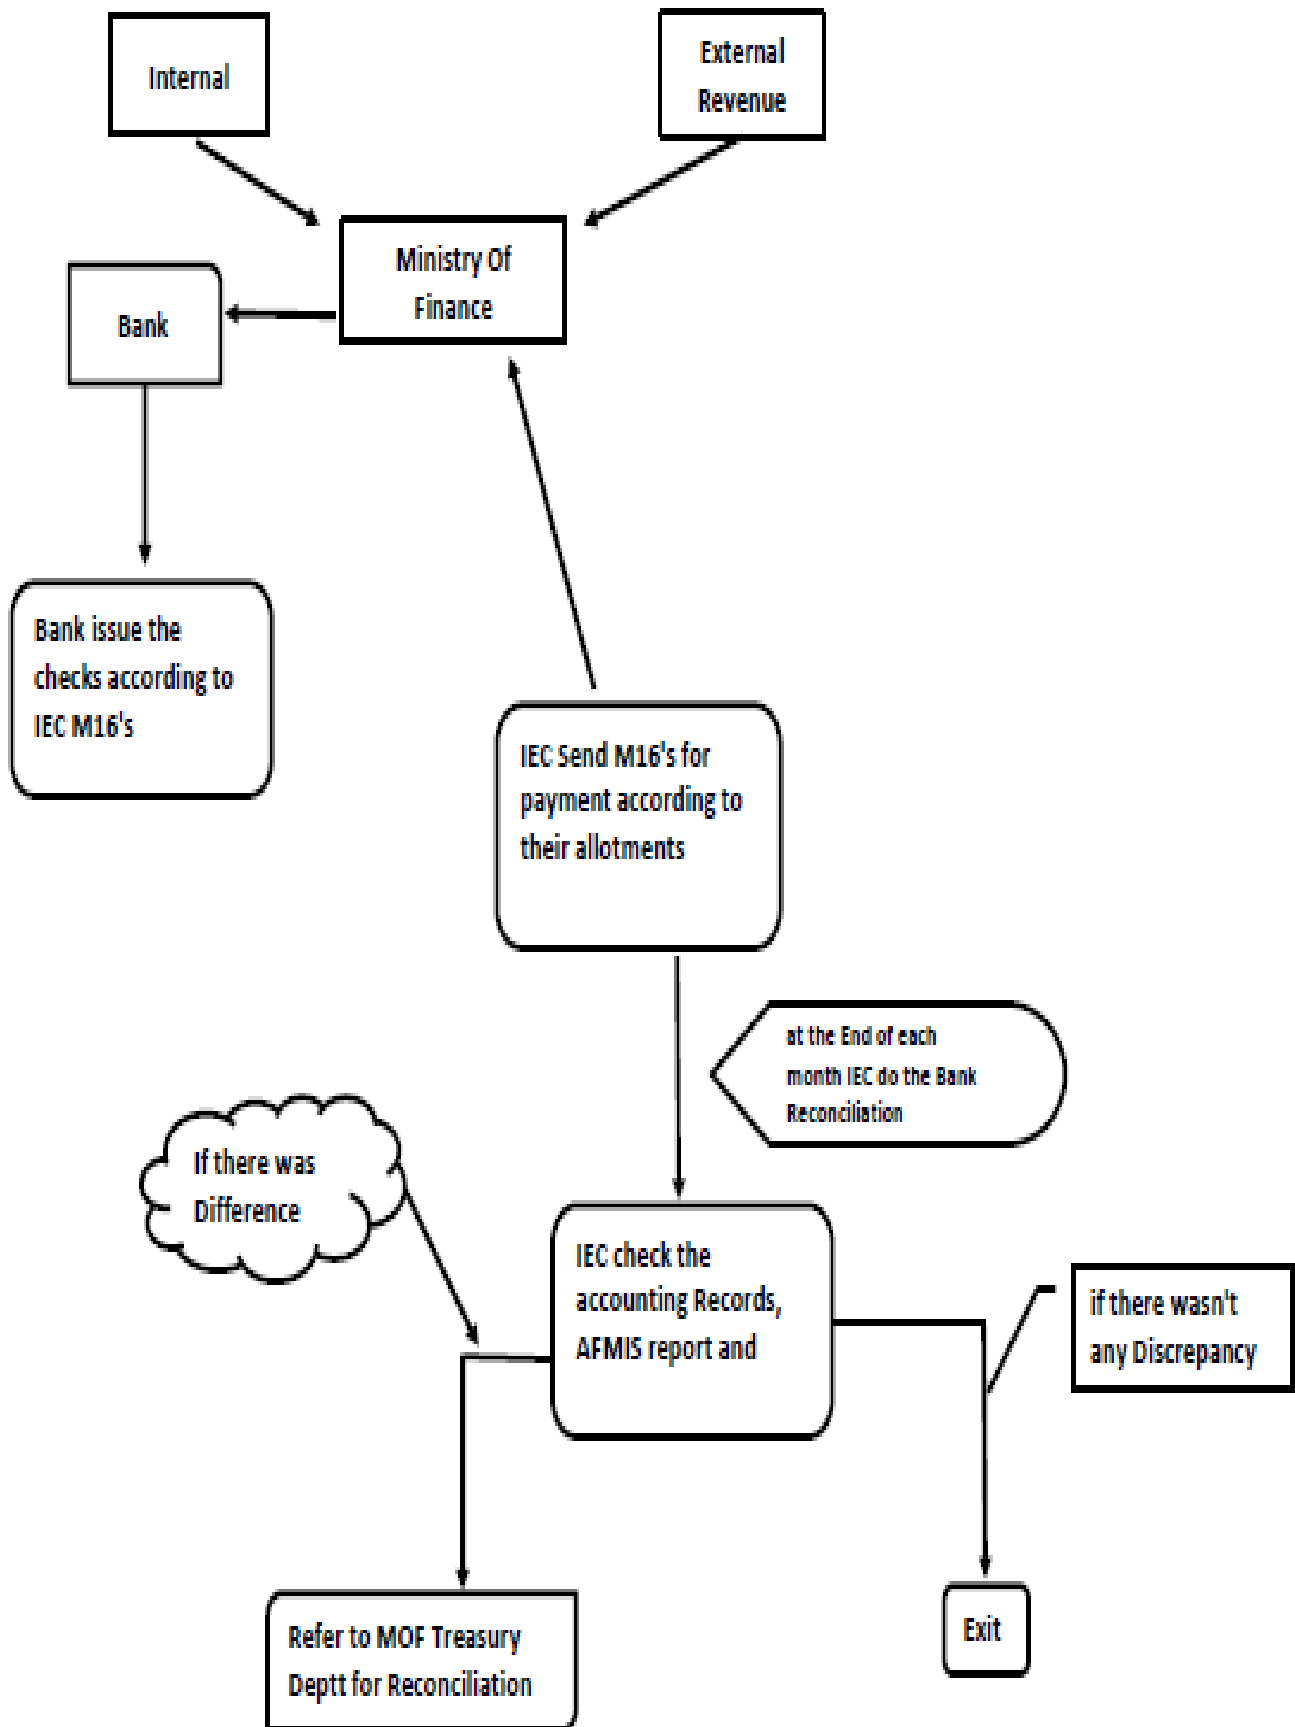 Internal
External
Revenue
Ministry Of
Finance
Bank
Bank issue the
checks according to
IEC M16's
IEC Send M16's for
payment according to
their allotments
at the End of each
month IEC do the Bank
Reconciliation
If there was
Difference
IEC check the
accounting Records,
AFMIS report and
if there wasn't
any Discrepancy
Refer to MOF Treasury
Deptt for Reconciliation
Exit